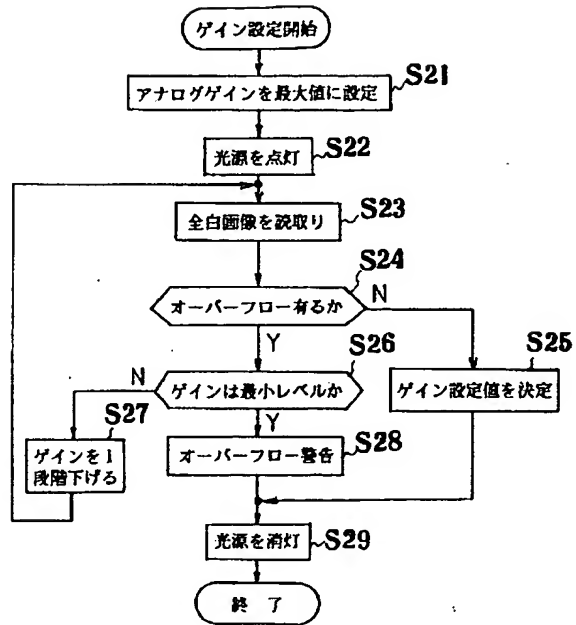 ゲイン設定開始
S21
アナログゲインを最大値に設定
S22
光源を点灯
S23
全白画像を読取り
S24
オーバーフロー有るか
N
Y
S25
ゲイン設定値を決定
S26
ゲインは最小レベルか
N
Y
S27
ゲインを1
段階下げる
S28
オーバーフロー警告
S29
光源を消灯
終 了